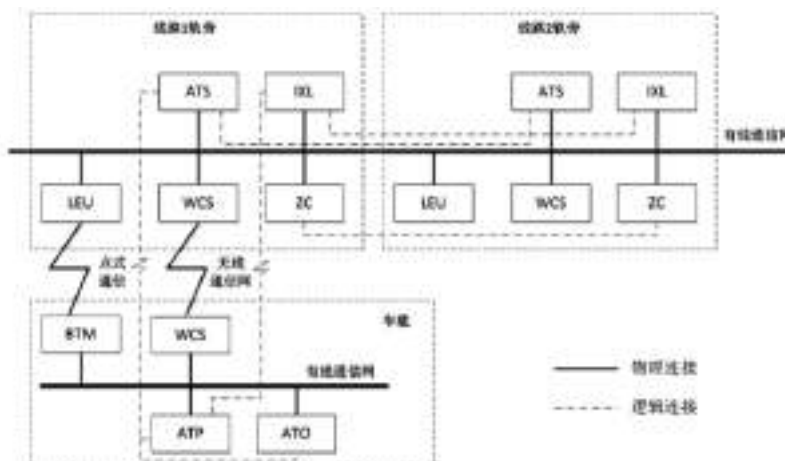 线路1轨旁
线路2轨旁
ATS
IXL
ATS
IXL
有线通信网
LEU
WCS
ZC
LEU
WCS
ZC
点式
通信
无线
通信网
BTM
WCS
车载
有线通信网
ATP
ATO
物理连接
逻辑连接